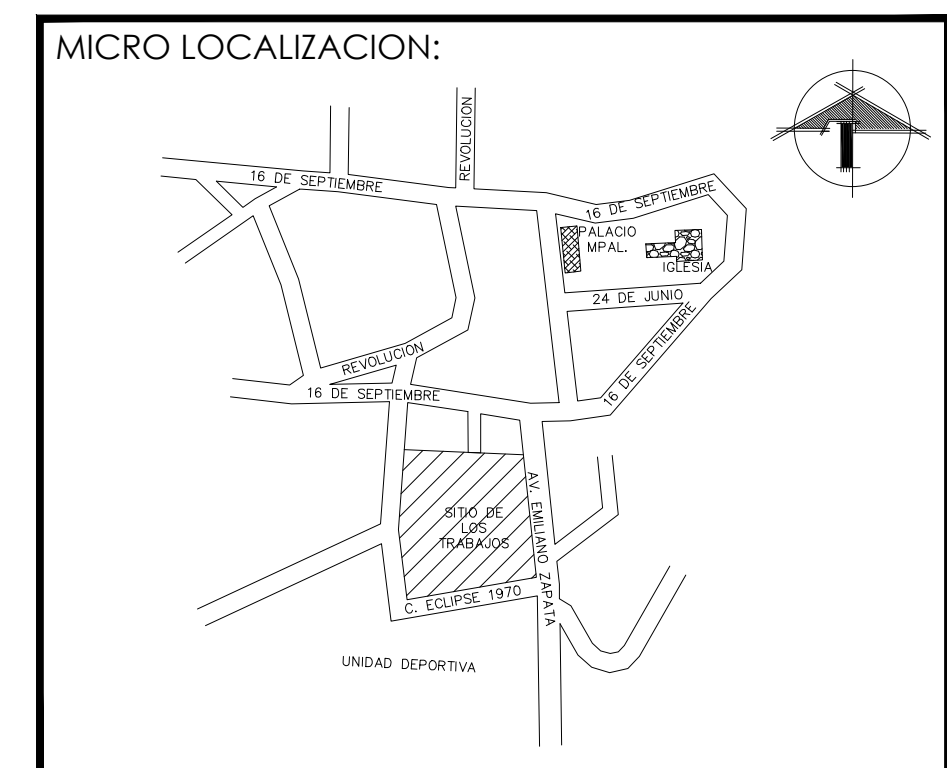 MICRO LOCALIZACION:
REVOLUCION
16 DE SEPTIEMBRE
16 DE SEPTIEMBRE
PALACIO
MPAL.
IGLESIA
24 DE JUNIO
16 DE SEPTIEMBRE
REVOLUCION
16 DE SEPTIEMBRE
AV. EMILIANO ZAPATA
SITIO DE
LOS
TRABAJOS
C. ECLIPSE 1970
UNIDAD DEPORTIVA